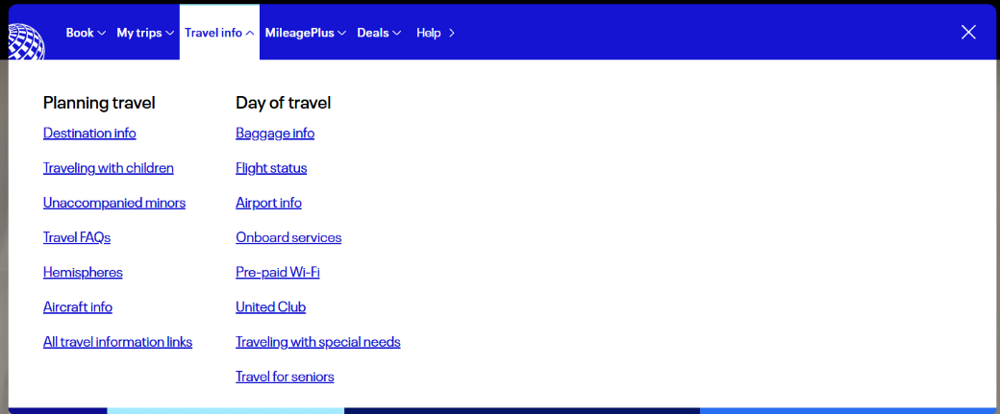 Book My trips Travel info MileagePlus Deals Help
Planning travel
Destination info
Traveling with children
Unaccompanied minors
Travel FAQs
Hemispheres
Aircraft info
All travel information links
Day of travel
Baggage info
Flight status
Airport info
Onboard services
Pre-paid Wi-Fi
United Club
Traveling with special needs
Travel for seniors